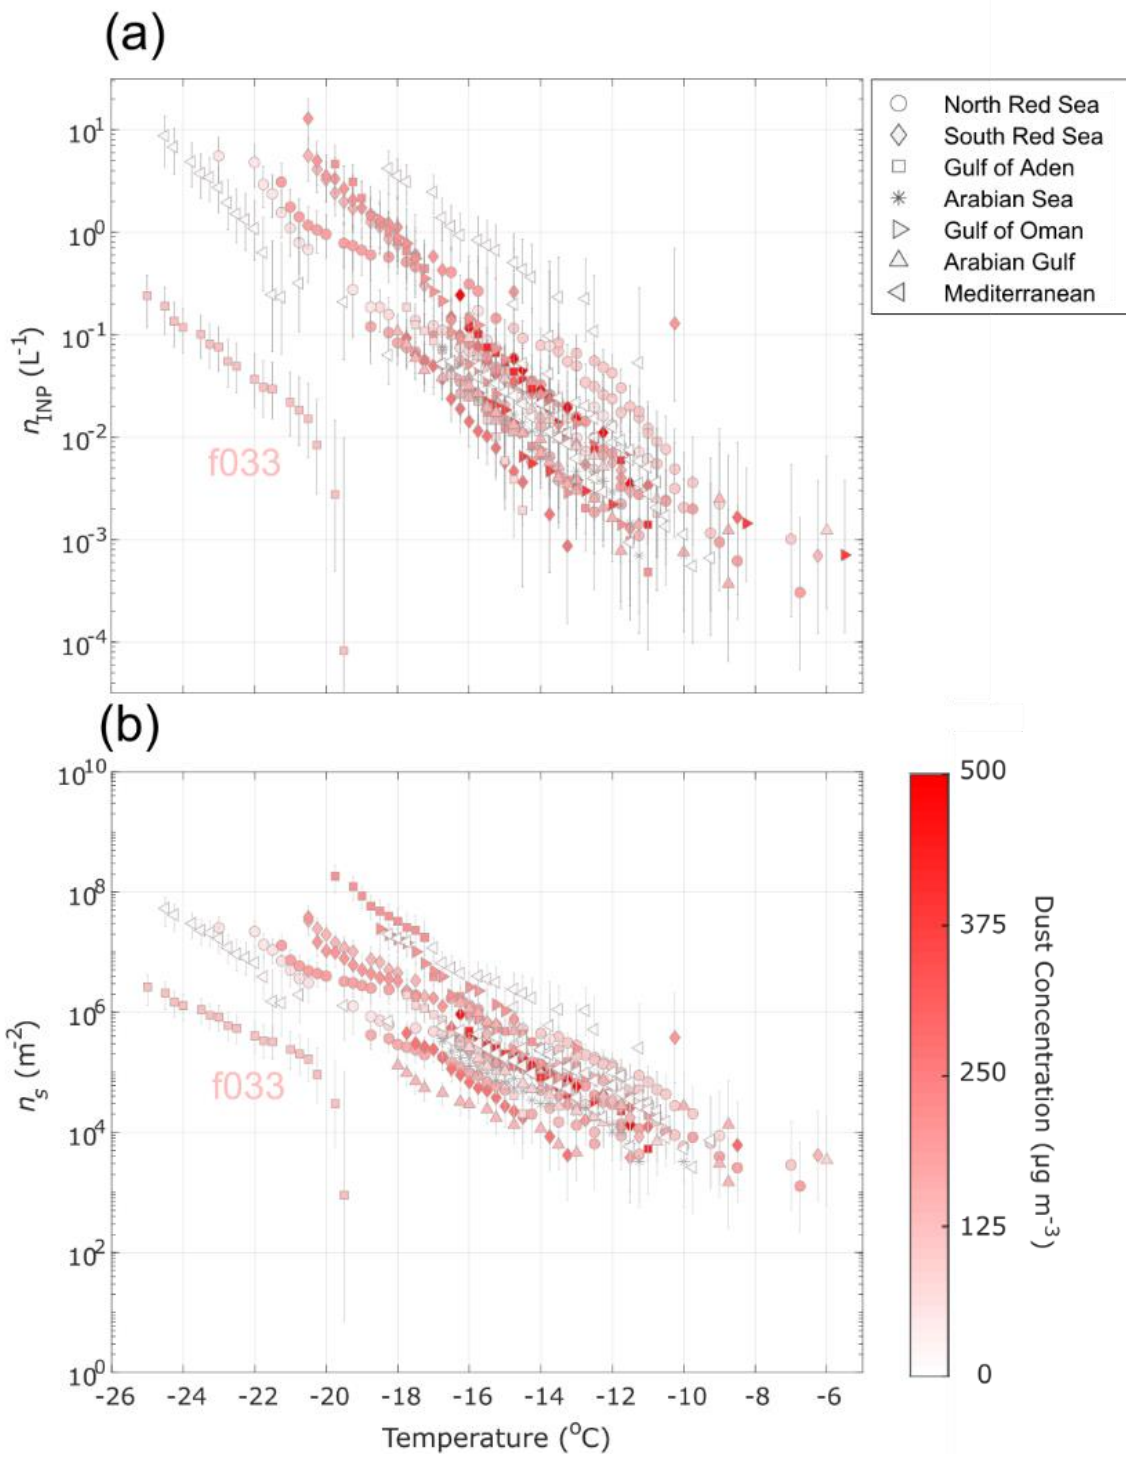 (a)
10^1
10^0
10^-1
10^-2
10^-3
10^-4
n_INP (L^-1)
f033
North Red Sea
South Red Sea
Gulf of Aden
Arabian Sea
Gulf of Oman
Arabian Gulf
Mediterranean
(b)
10^10
10^8
10^6
10^4
10^2
10^0
n_s (m^-2)
f033
-26 -24 -22 -20 -18 -16 -14 -12 -10 -8 -6
Temperature (°C)
500
375
250
125
0
Dust Concentration (μg m^-3)